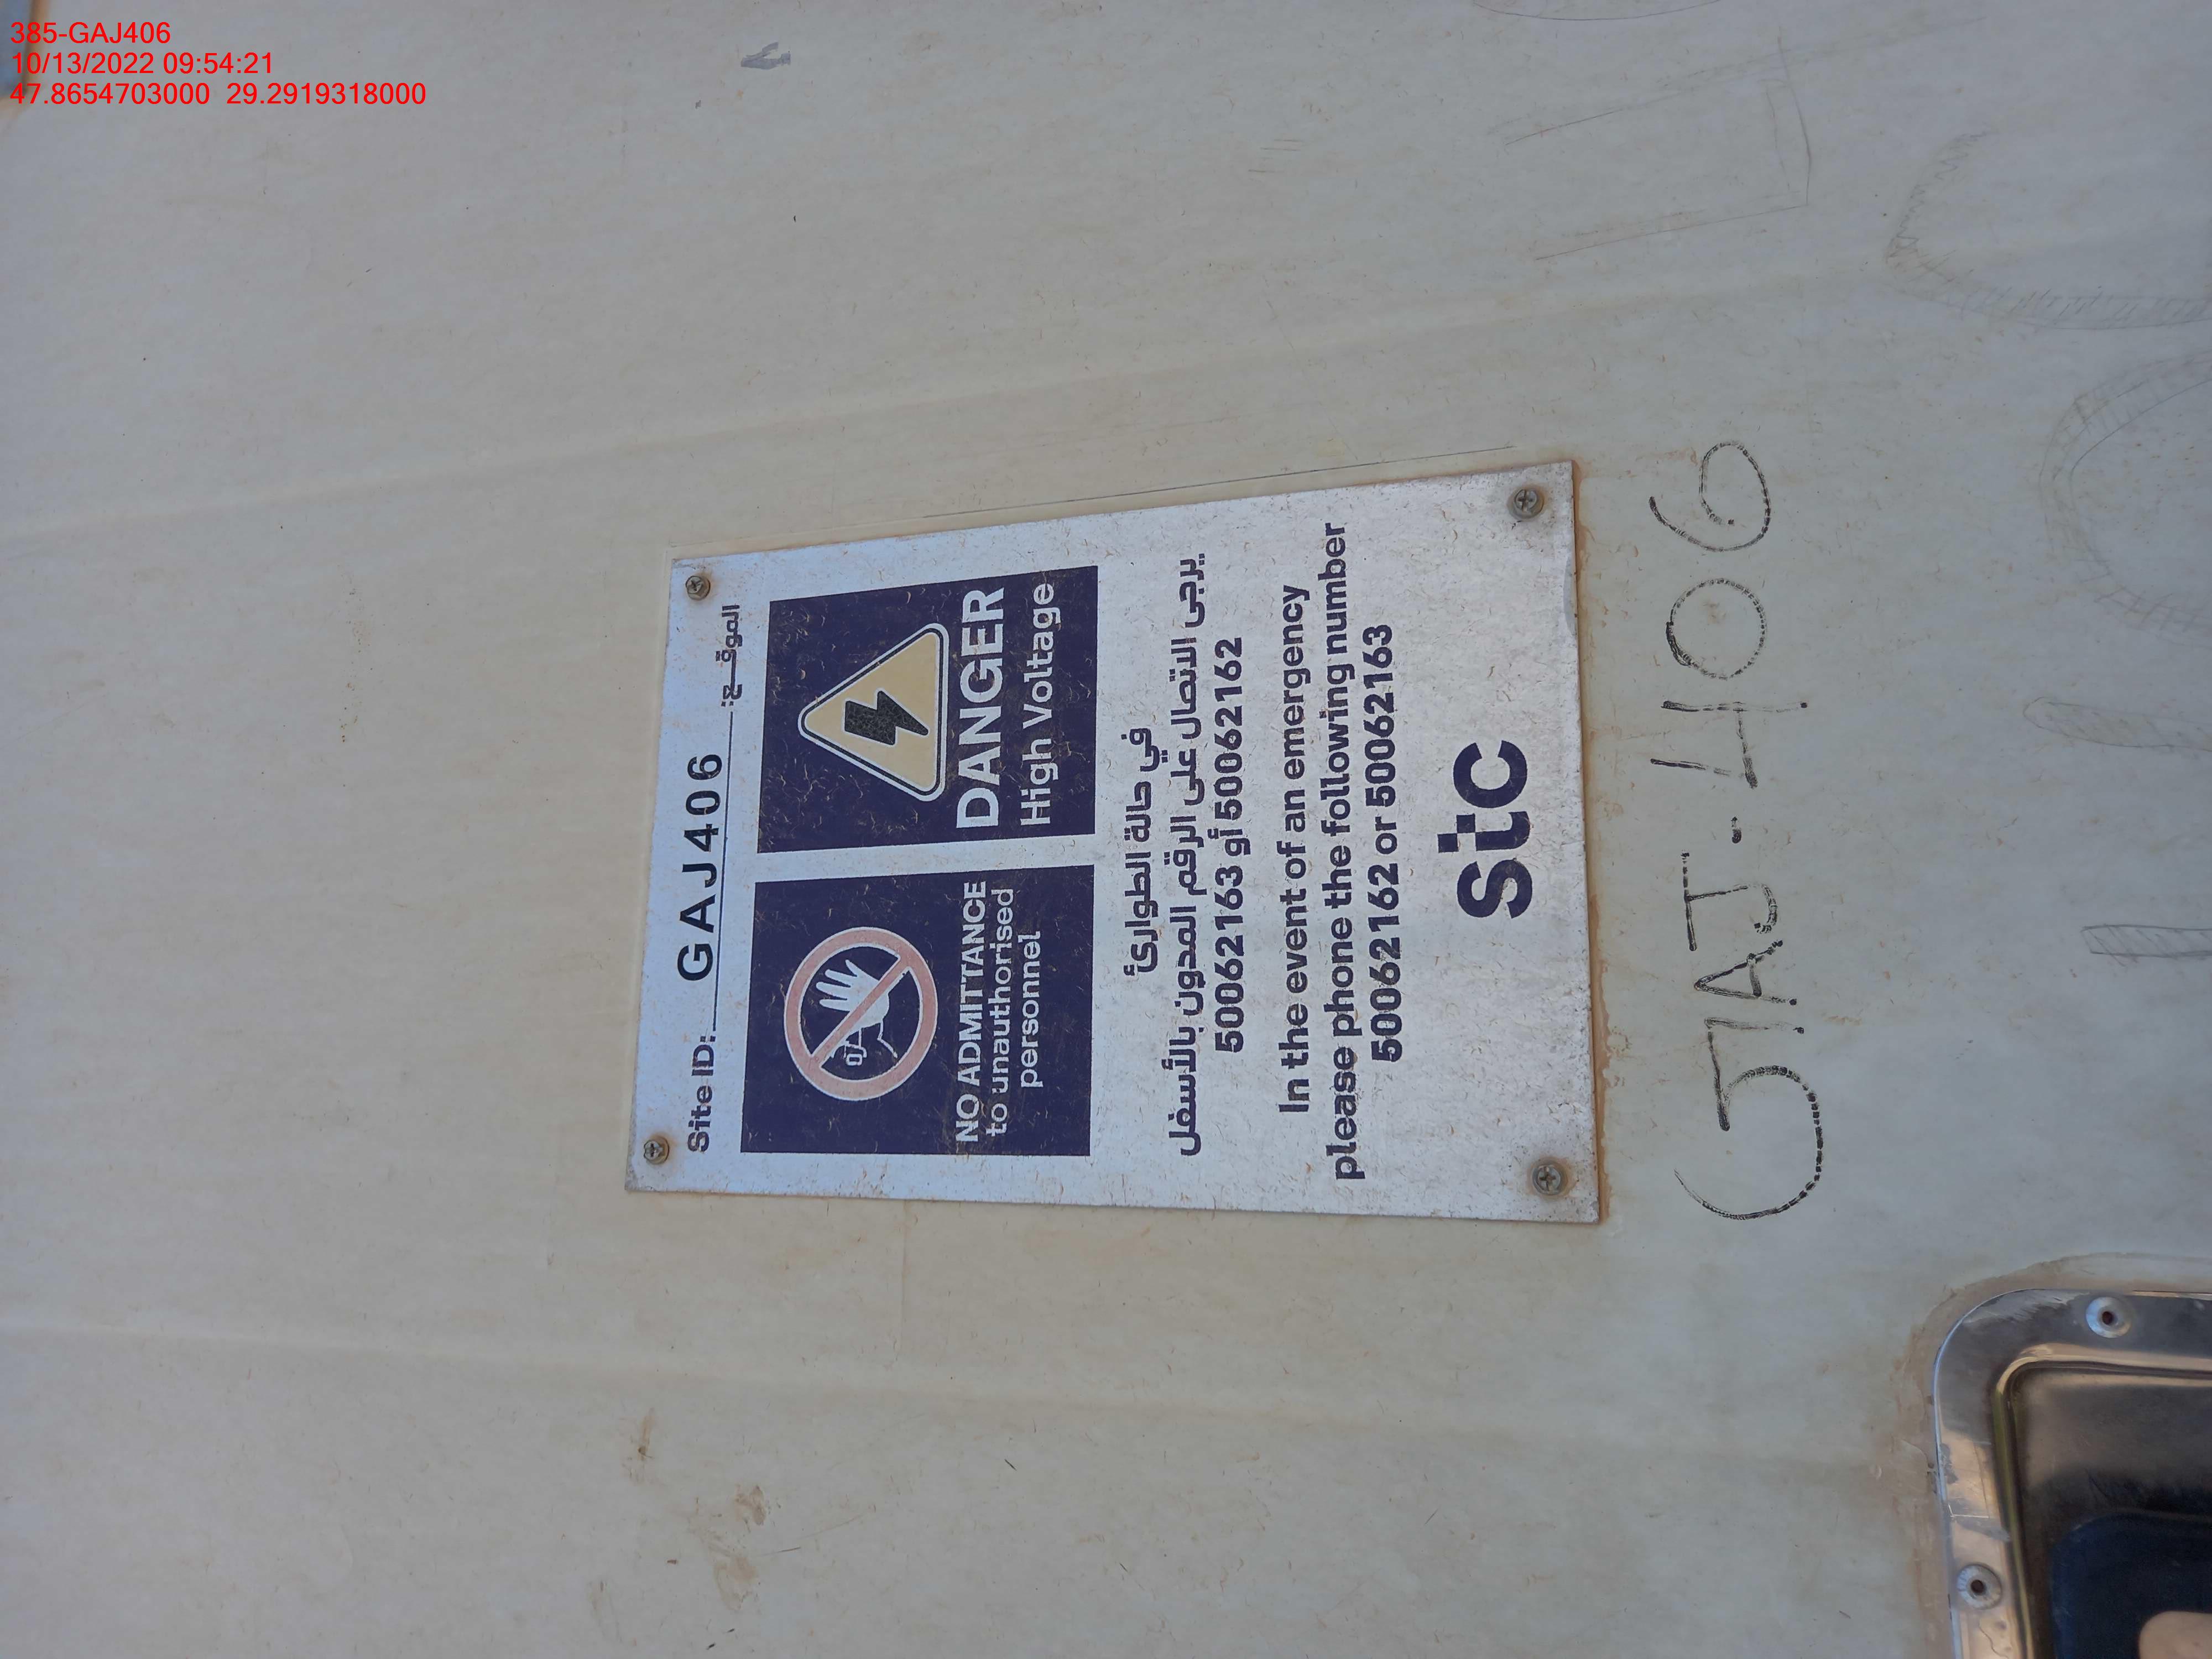 385-GAJ406
10/13/2022 09:54:21
47.8654703000 29.2919318000
Site ID: GAJ406 الموقـــع:
NO ADMITTANCE
to unauthorised
personnel
DANGER
High Voltage
في حالة الطوارئ
يرجى الاتصال على الرقم المدون بالأسفل
50062163 أو 50062162
In the event of an emergency
please phone the following number
50062162 or 50062163
stc
GAJ-406